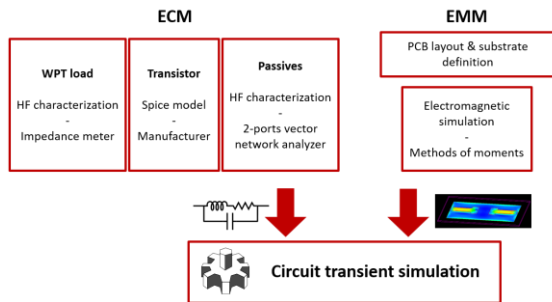 ECM
EMM
WPT load
HF characterization
-
Impedance meter
Transistor
Spice model
-
Manufacturer
Passives
HF characterization
-
2-ports vector
network analyzer
PCB layout & substrate
definition
Electromagnetic
simulation
-
Methods of moments
Circuit transient simulation